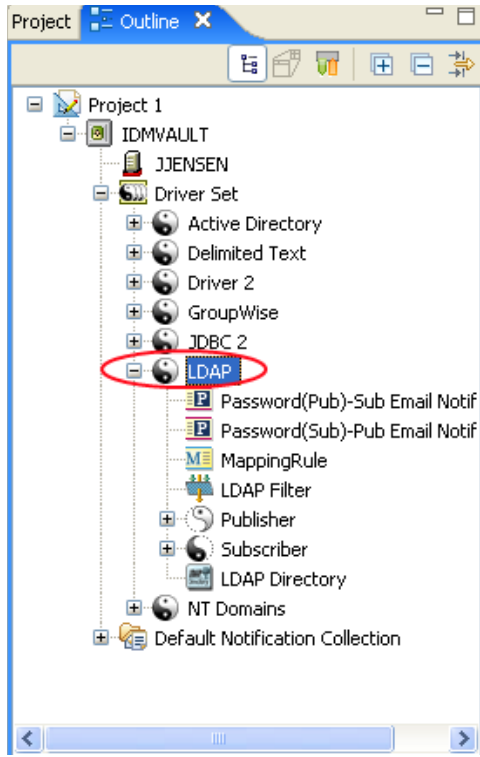 Project Outline
Project 1
IDMVAULT
JJENSEN
Driver Set
Active Directory
Delimited Text
Driver 2
GroupWise
JDBC 2
LDAP
Password(Pub)-Sub Email Notif
Password(Sub)-Pub Email Notif
MappingRule
LDAP Filter
Publisher
Subscriber
LDAP Directory
NT Domains
Default Notification Collection